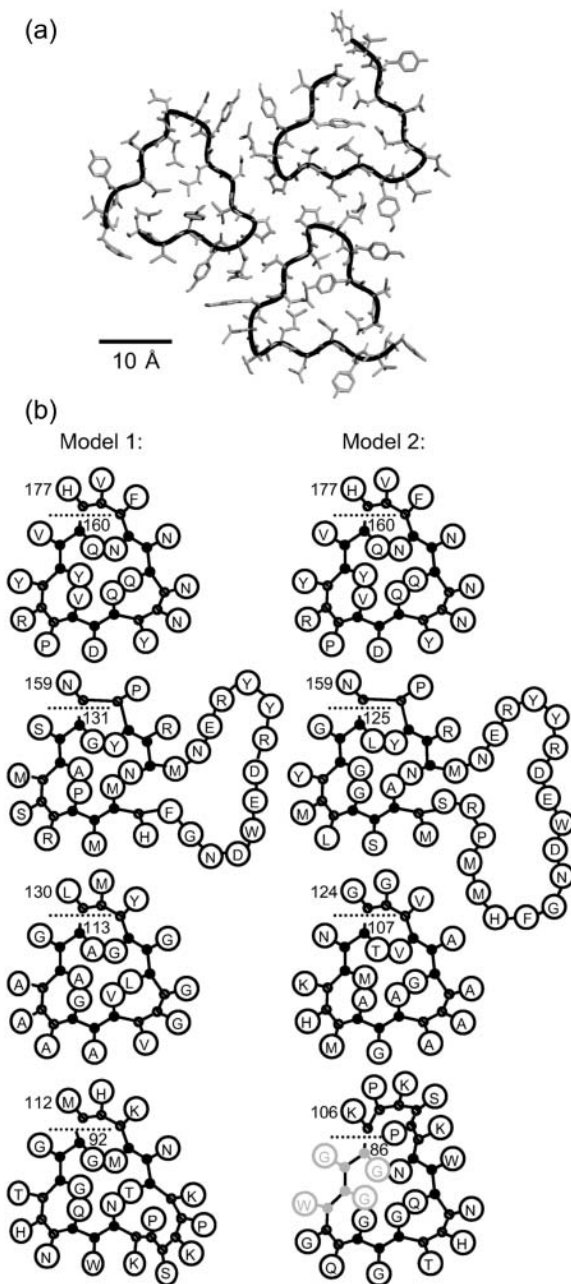 (a)
10 Å
(b)
Model 1:
Model 2:
177 H V F
160
V Q N N
Y Y Q N
V Q
R N
P D Y
177 H V F
160
V Q N N
Y Y Q N
V Q
R N
P D Y
159 N P
131
S G Y R
M N E R Y Y R D E W D N G F
M A N
P M
S R M H
159 N P
125
G L Y R
M N E R Y Y R D E W D N G F H M M P R S
Y G N
G A
M L S M
130 L M Y
113
G A G G
A A L G
G V
A G
A A V
124 G G V
107
N T V A
K M G A
A A
H A
M G A
112 M H K
92
G G M N
T G T K
Q N P P
H K
N W K S
106 K P K S
P K
86
G G N W
W G Q N
G G
G H
Q G T